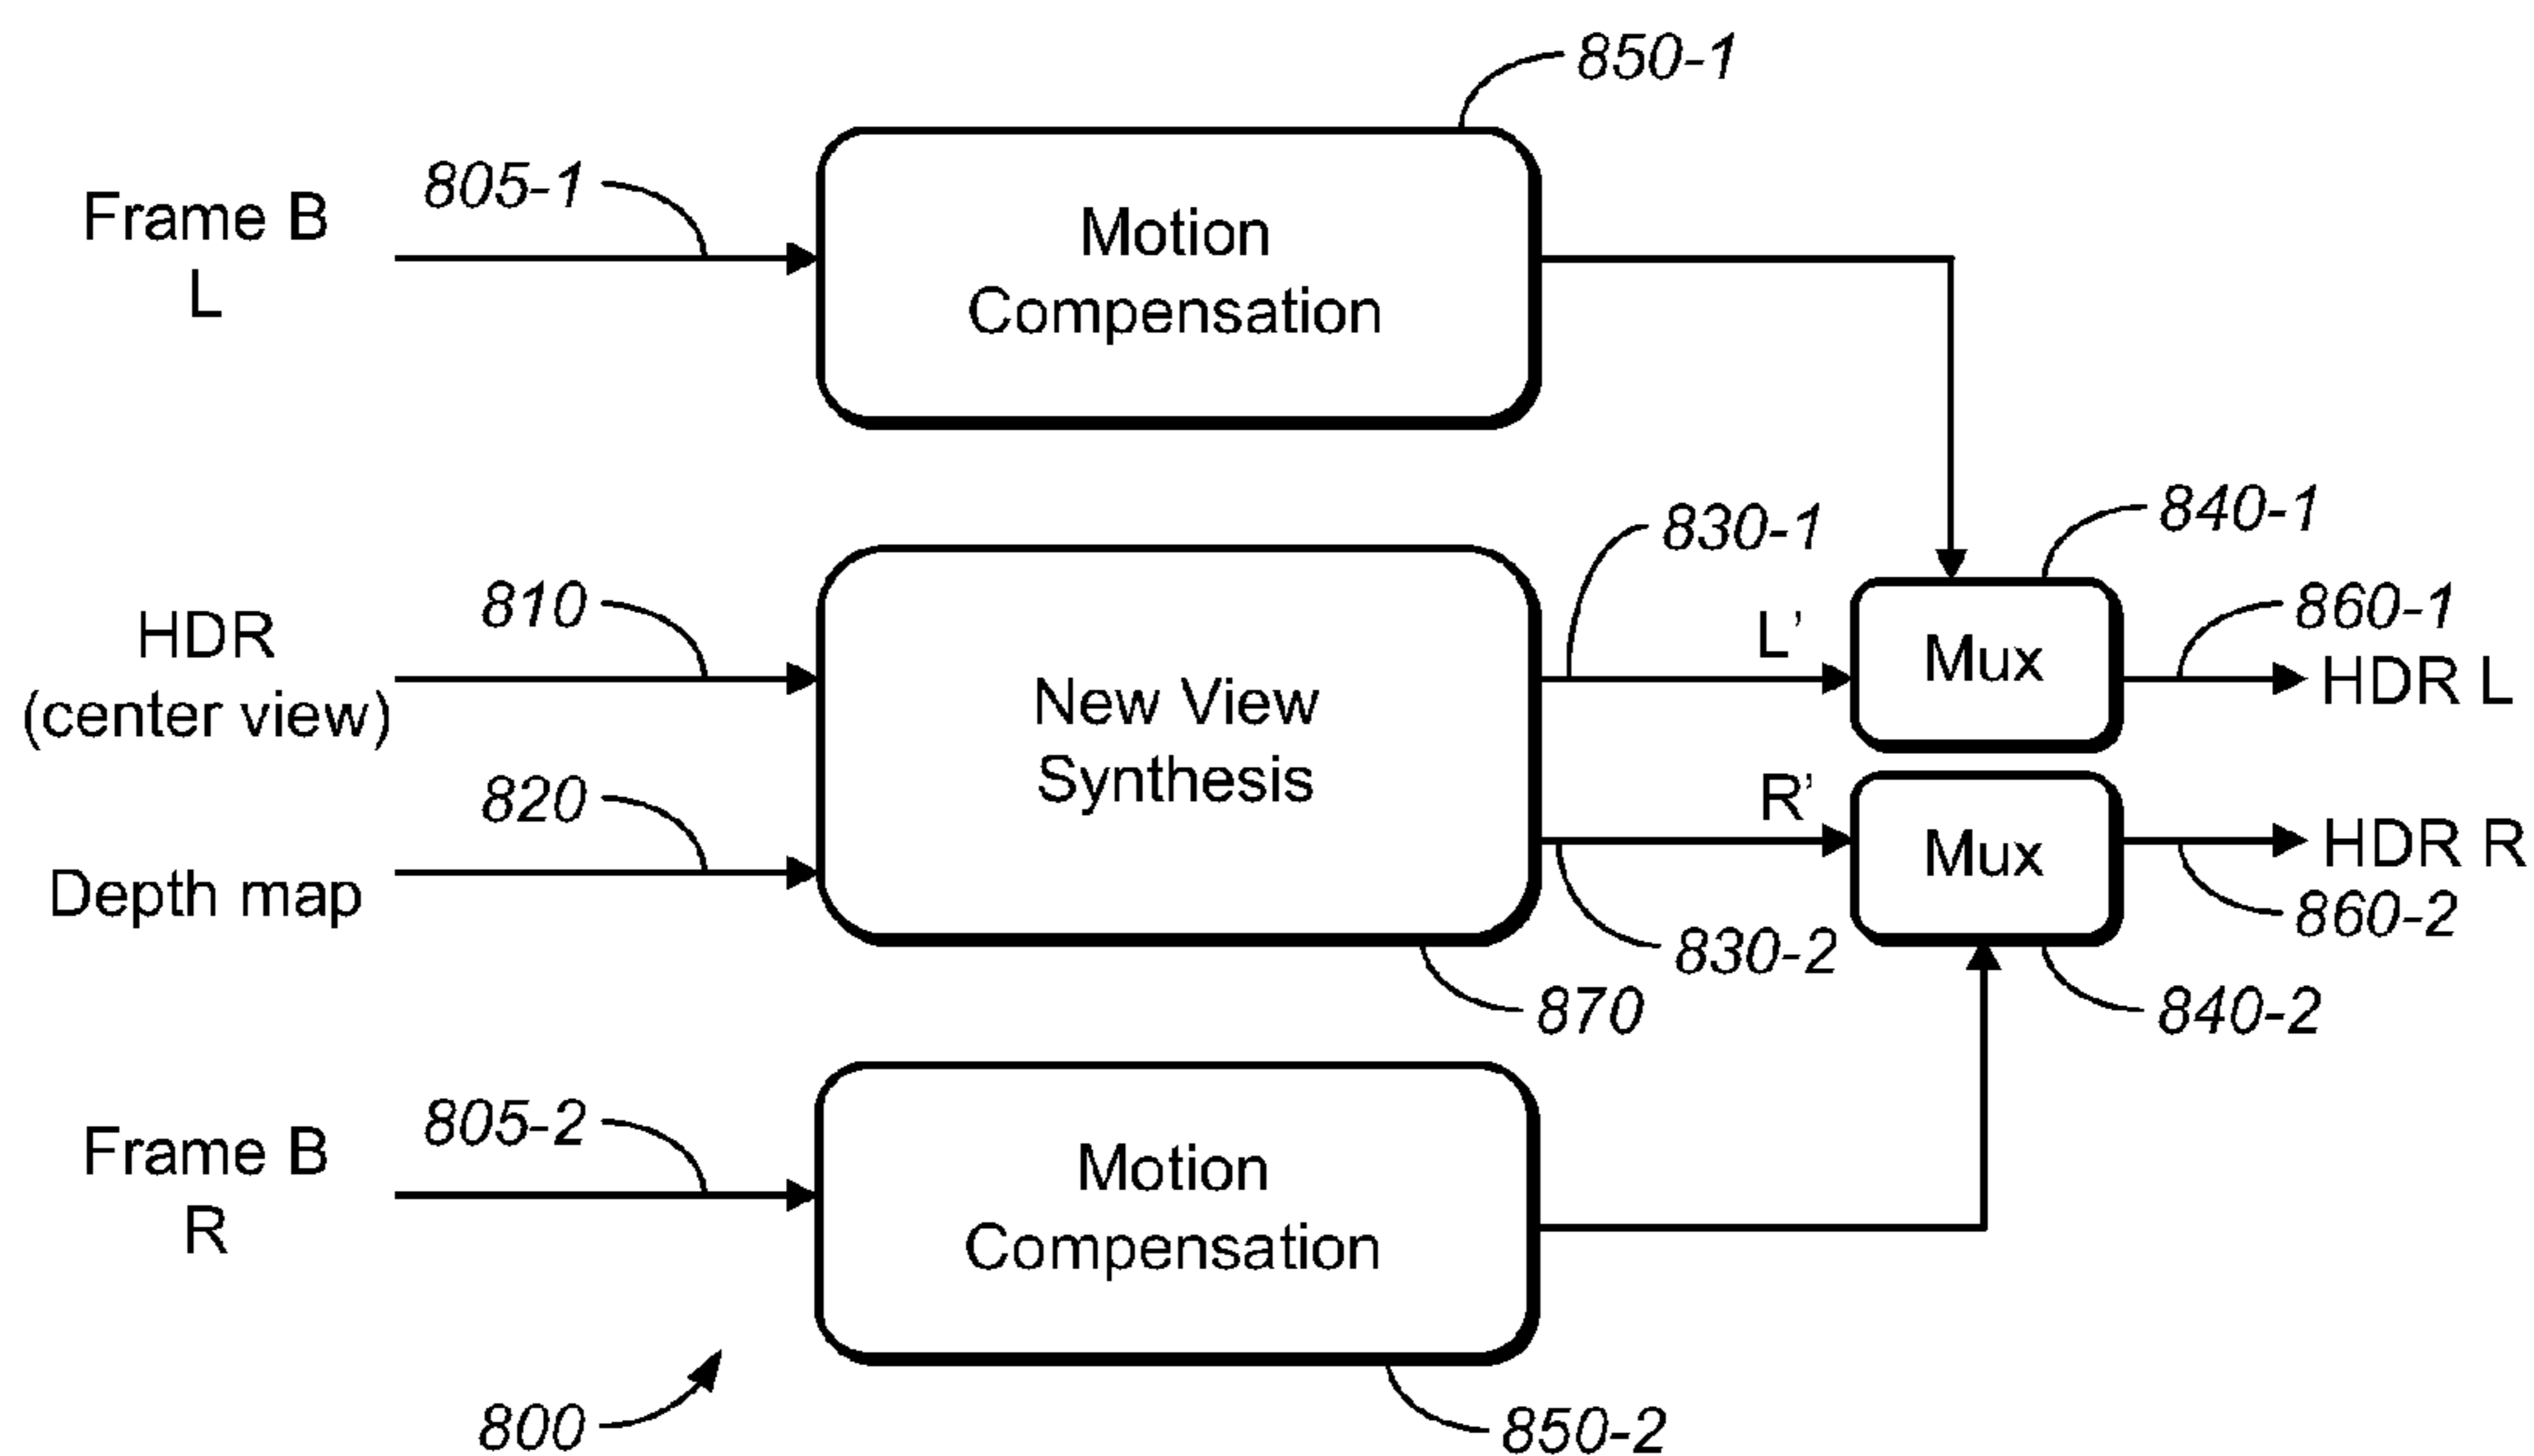 850-1
Frame B
L
805-1
Motion
Compensation
830-1
840-1
HDR
(center view)
810
L'
Mux
860-1
HDR L
New View
Synthesis
Depth map
820
R'
Mux
HDR R
860-2
830-2
870
840-2
Frame B
R
805-2
Motion
Compensation
800
850-2